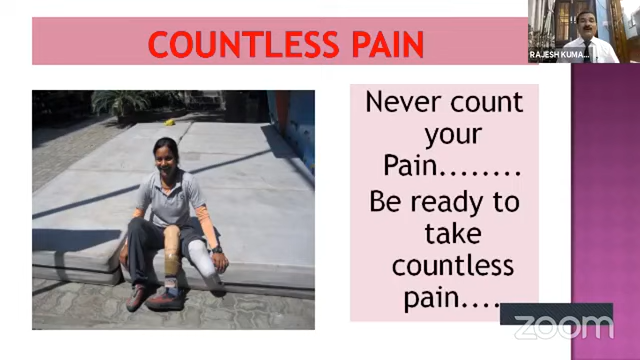 COUNTLESS PAIN
RAJESH KUMA...
Never count
your
Pain........
Be ready to
take
countless
pain....
zoom